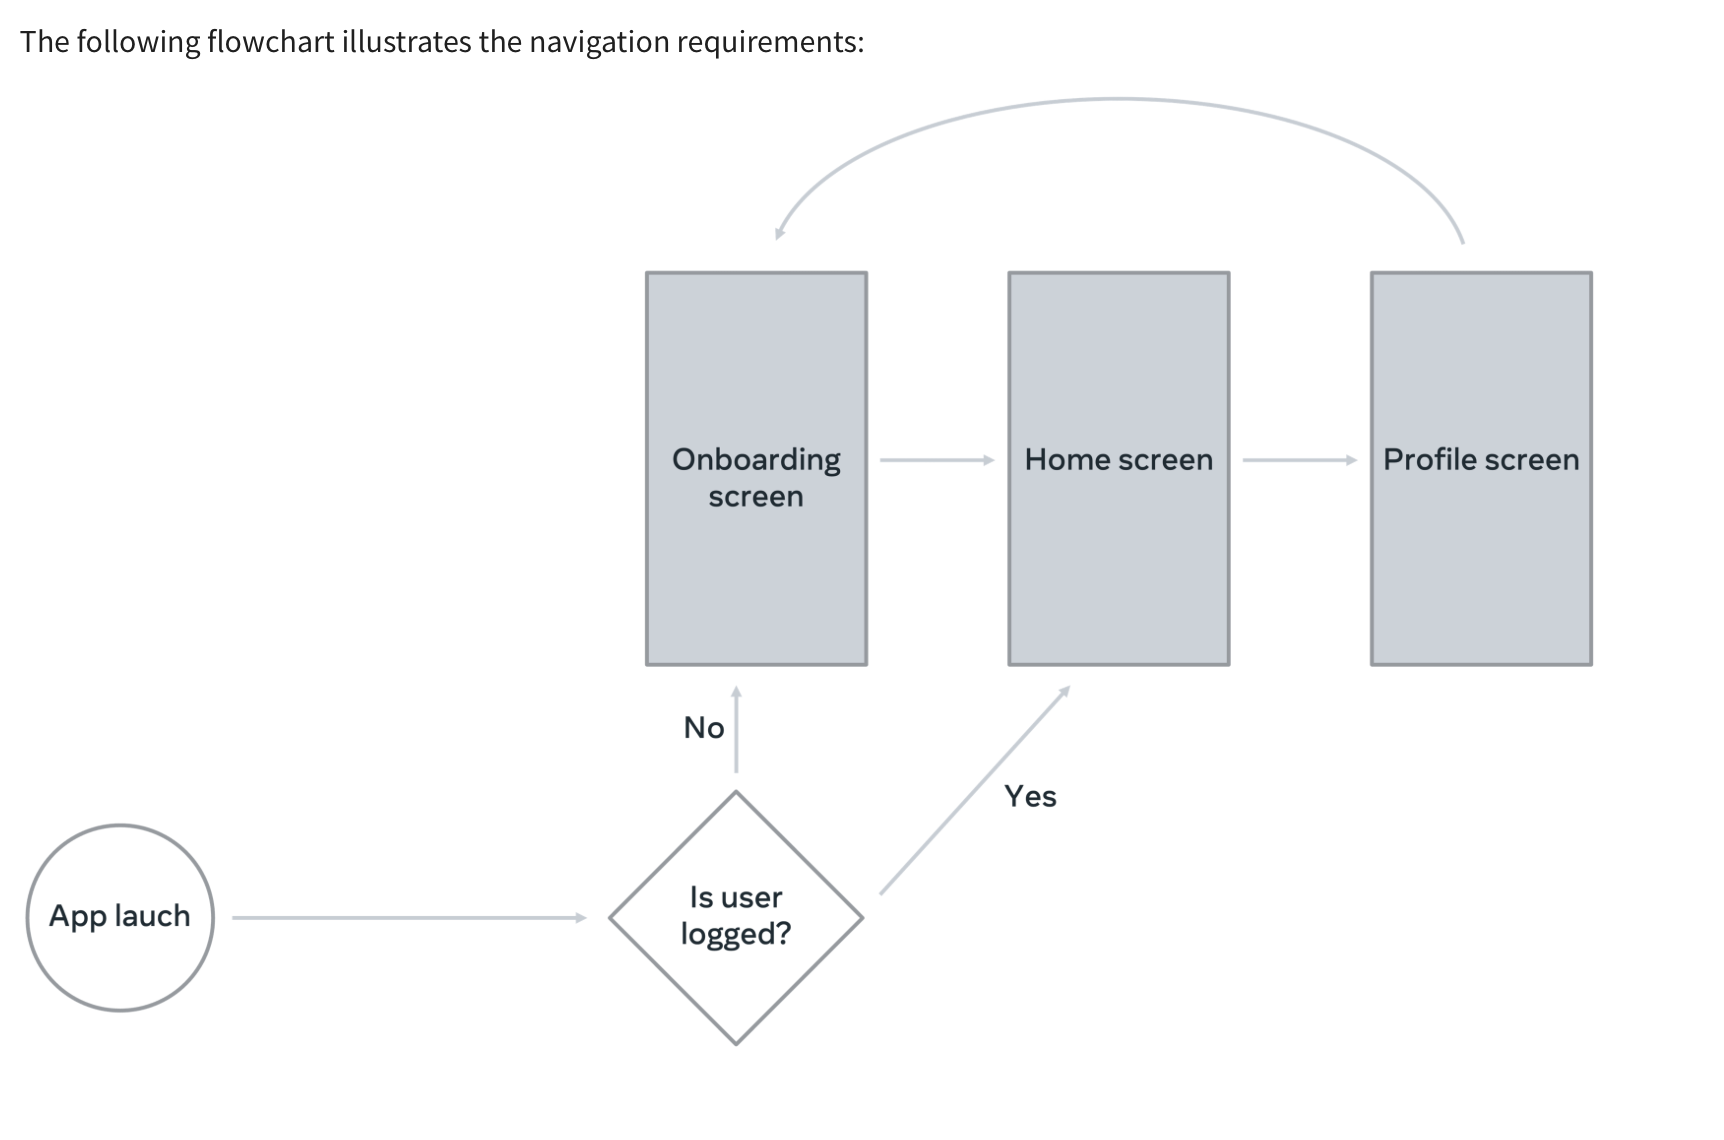 The following flowchart illustrates the navigation requirements:
Onboarding
screen
Home screen
Profile screen
No
Yes
App lauch
Is user
logged?